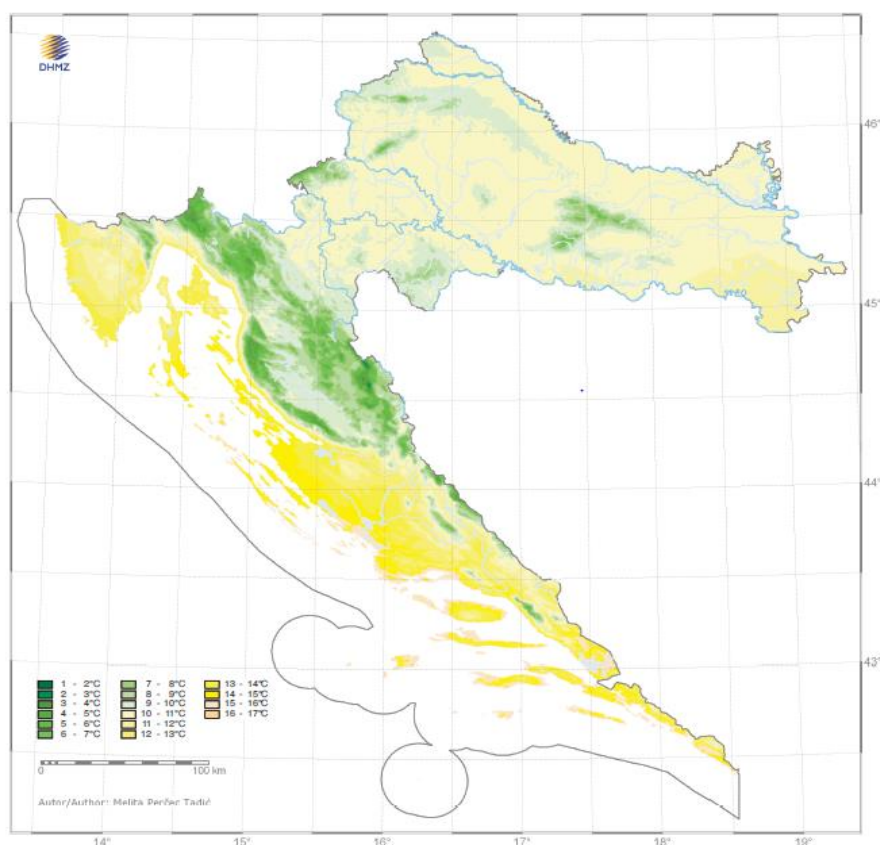 DHMZ
46°
45°
44°
43°
1 - 2°C
2 - 3°C
3 - 4°C
4 - 5°C
5 - 6°C
6 - 7°C
7 - 8°C
8 - 9°C
9 - 10°C
10 - 11°C
11 - 12°C
12 - 13°C
13 - 14°C
14 - 15°C
15 - 16°C
16 - 17°C
0 100 km
Autor/Author: Melita Perčec Tadić
14° 15° 16° 17° 18° 19°